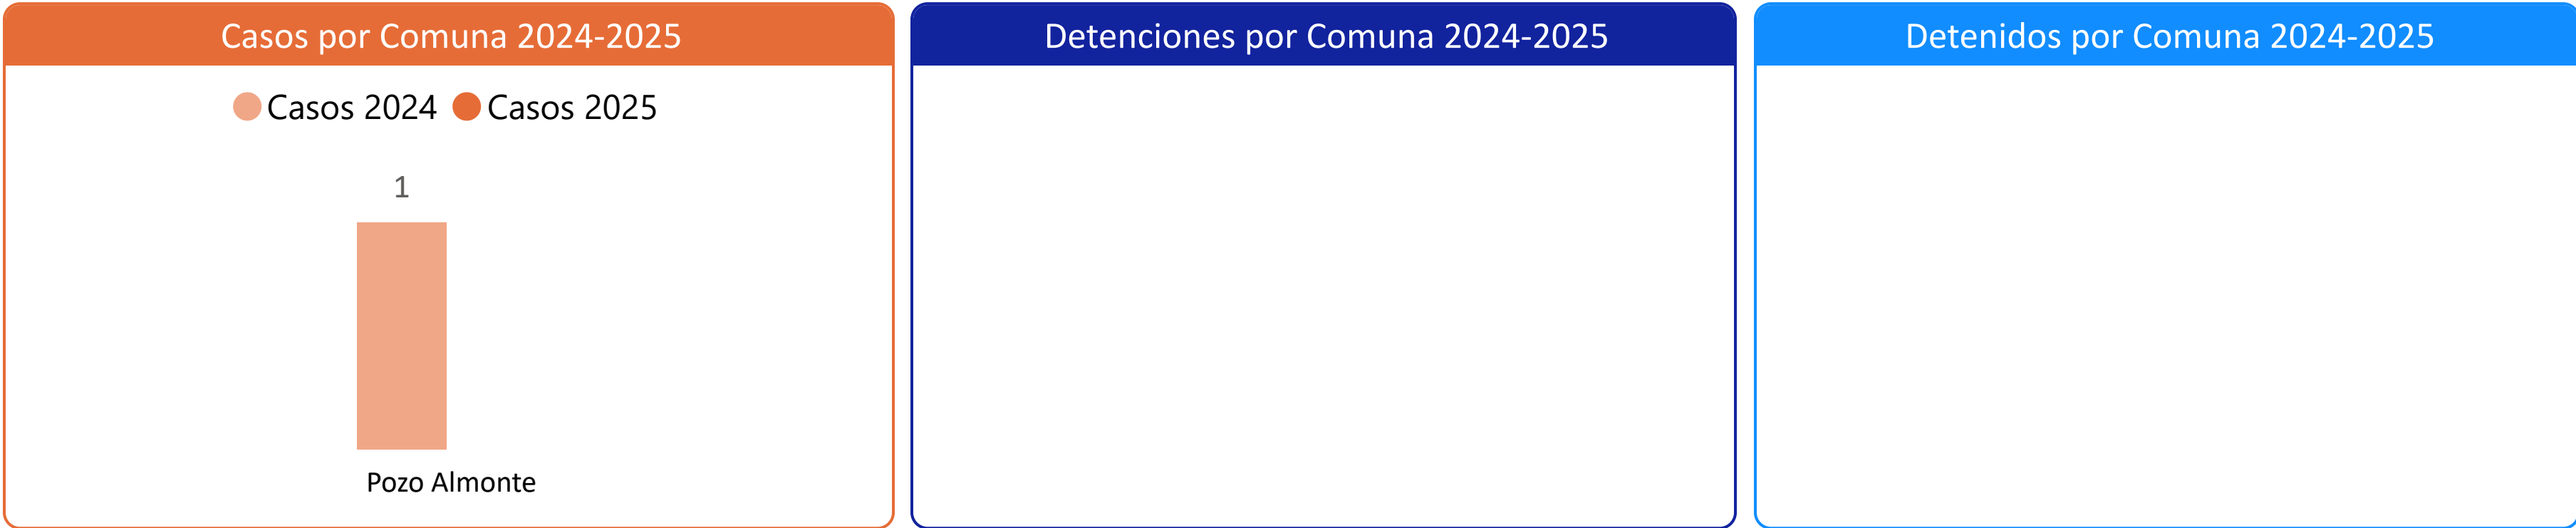 Casos por Comuna 2024-2025
Casos 2024 Casos 2025
1
Pozo Almonte
Detenciones por Comuna 2024-2025
Detenidos por Comuna 2024-2025